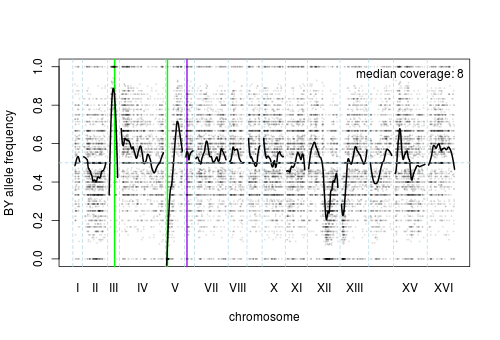 median coverage: 8
BY allele frequency
1.0
0.8
0.6
0.4
0.2
0.0
I II III IV V VII VIII X XI XII XIII XV XVI
chromosome